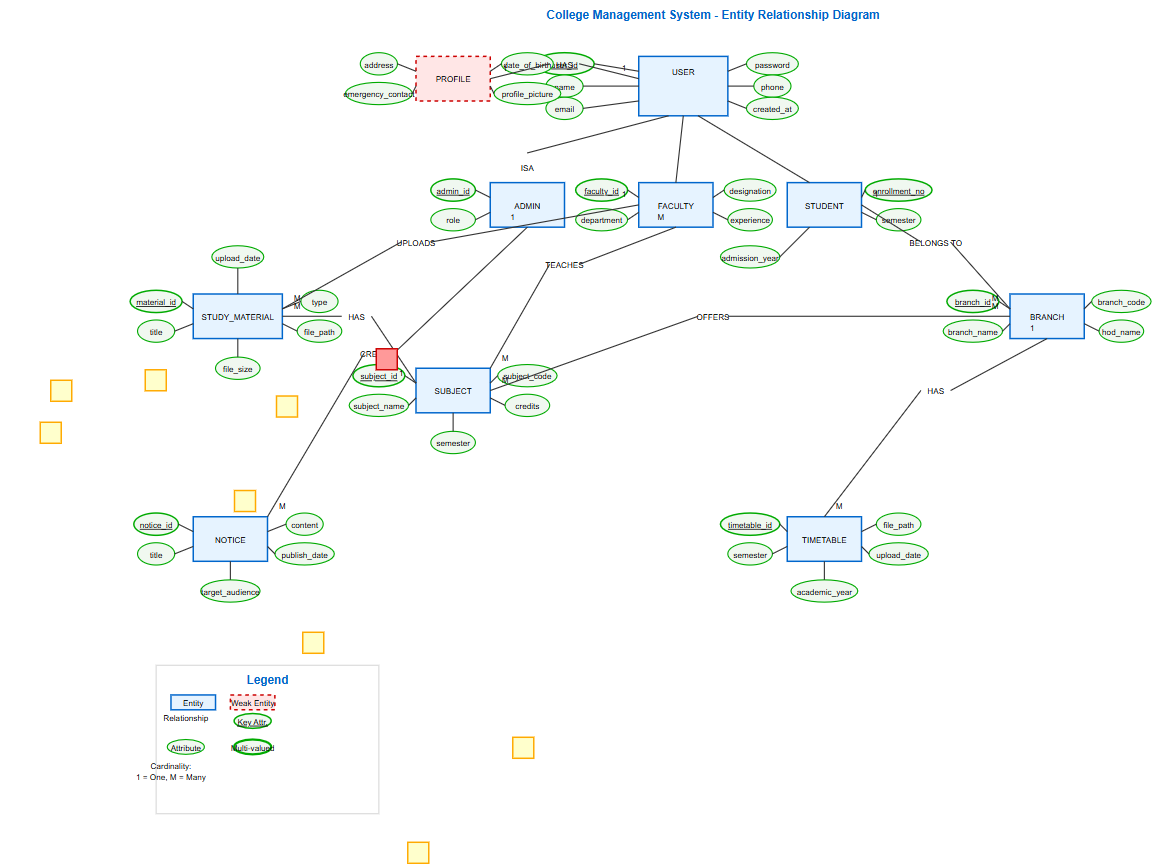 College Management System - Entity Relationship Diagram
address
PROFILE
date_of_birth
user_id
HAS
1
USER
password
emergency_contact
profile_picture
name
phone
email
created_at
ISA
admin_id
ADMIN
1
role
faculty_id
1
FACULTY
M
department
designation
experience
STUDENT
enrollment_no
semester
admission_year
UPLOADS
TEACHES
BELONGS TO
upload_date
material_id
STUDY_MATERIAL
M
M
type
title
file_path
file_size
HAS
OFFERS
branch_id
M
M
BRANCH
1
branch_code
branch_name
hod_name
CRE
subject_id
1
SUBJECT
M
M
subject_code
subject_name
credits
semester
HAS
M
notice_id
NOTICE
content
title
publish_date
target_audience
M
timetable_id
TIMETABLE
file_path
semester
upload_date
academic_year
Legend
Entity
Weak Entity
Relationship
Key Attr.
Attribute
Multi-valued
Cardinality:
1 = One, M = Many